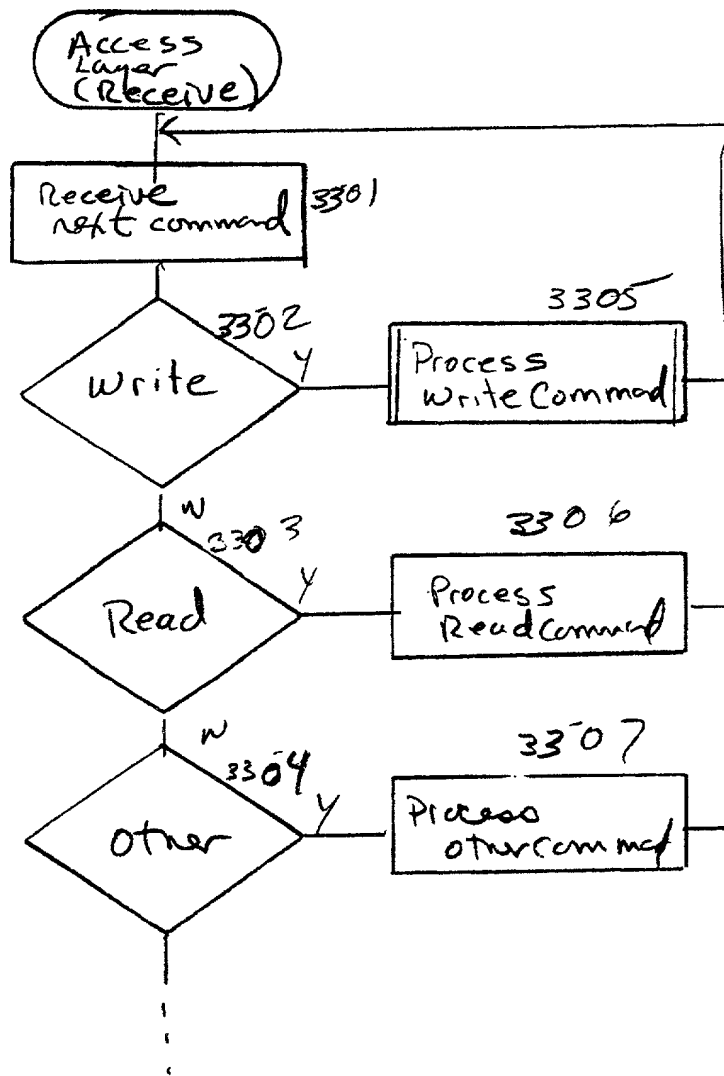 Access
Layer
(Receive)
Receive
next command
3301
3302
Write
Y
3305
Process
Write Command
N
3303
Read
Y
3306
Process
Read Command
N
3304
Other
Y
3307
Process
Other Command